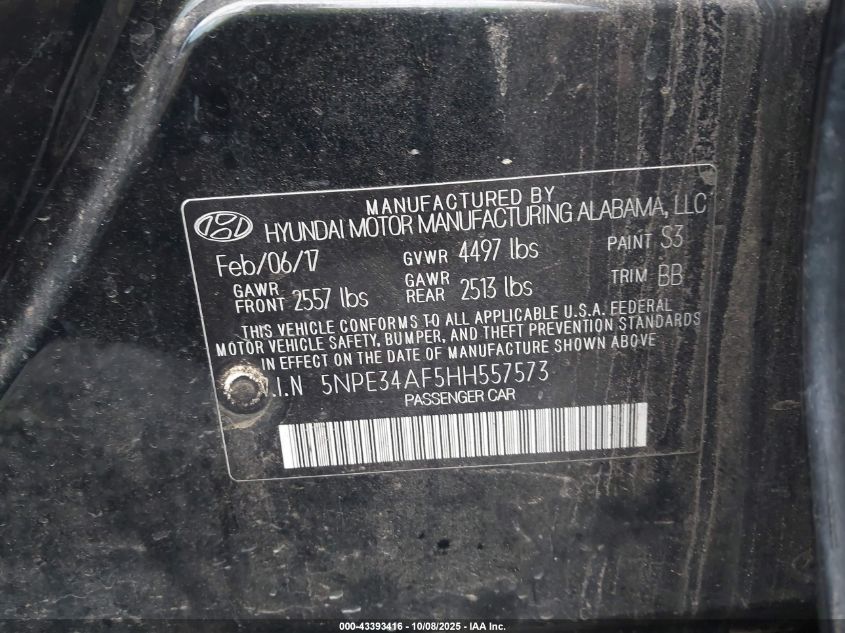 MANUFACTURED BY
HYUNDAI MOTOR MANUFACTURING ALABAMA, LLC
Feb/06/17 GVWR 4497 lbs PAINT S3
GAWR FRONT 2557 lbs GAWR REAR 2513 lbs TRIM BB
THIS VEHICLE CONFORMS TO ALL APPLICABLE U.S.A. FEDERAL
MOTOR VEHICLE SAFETY, BUMPER, AND THEFT PREVENTION STANDARDS
IN EFFECT ON THE DATE OF MANUFACTURE SHOWN ABOVE
.I.N 5NPE34AF5HH557573
PASSENGER CAR
000-43393416 - 10/08/2025 - IAA Inc.